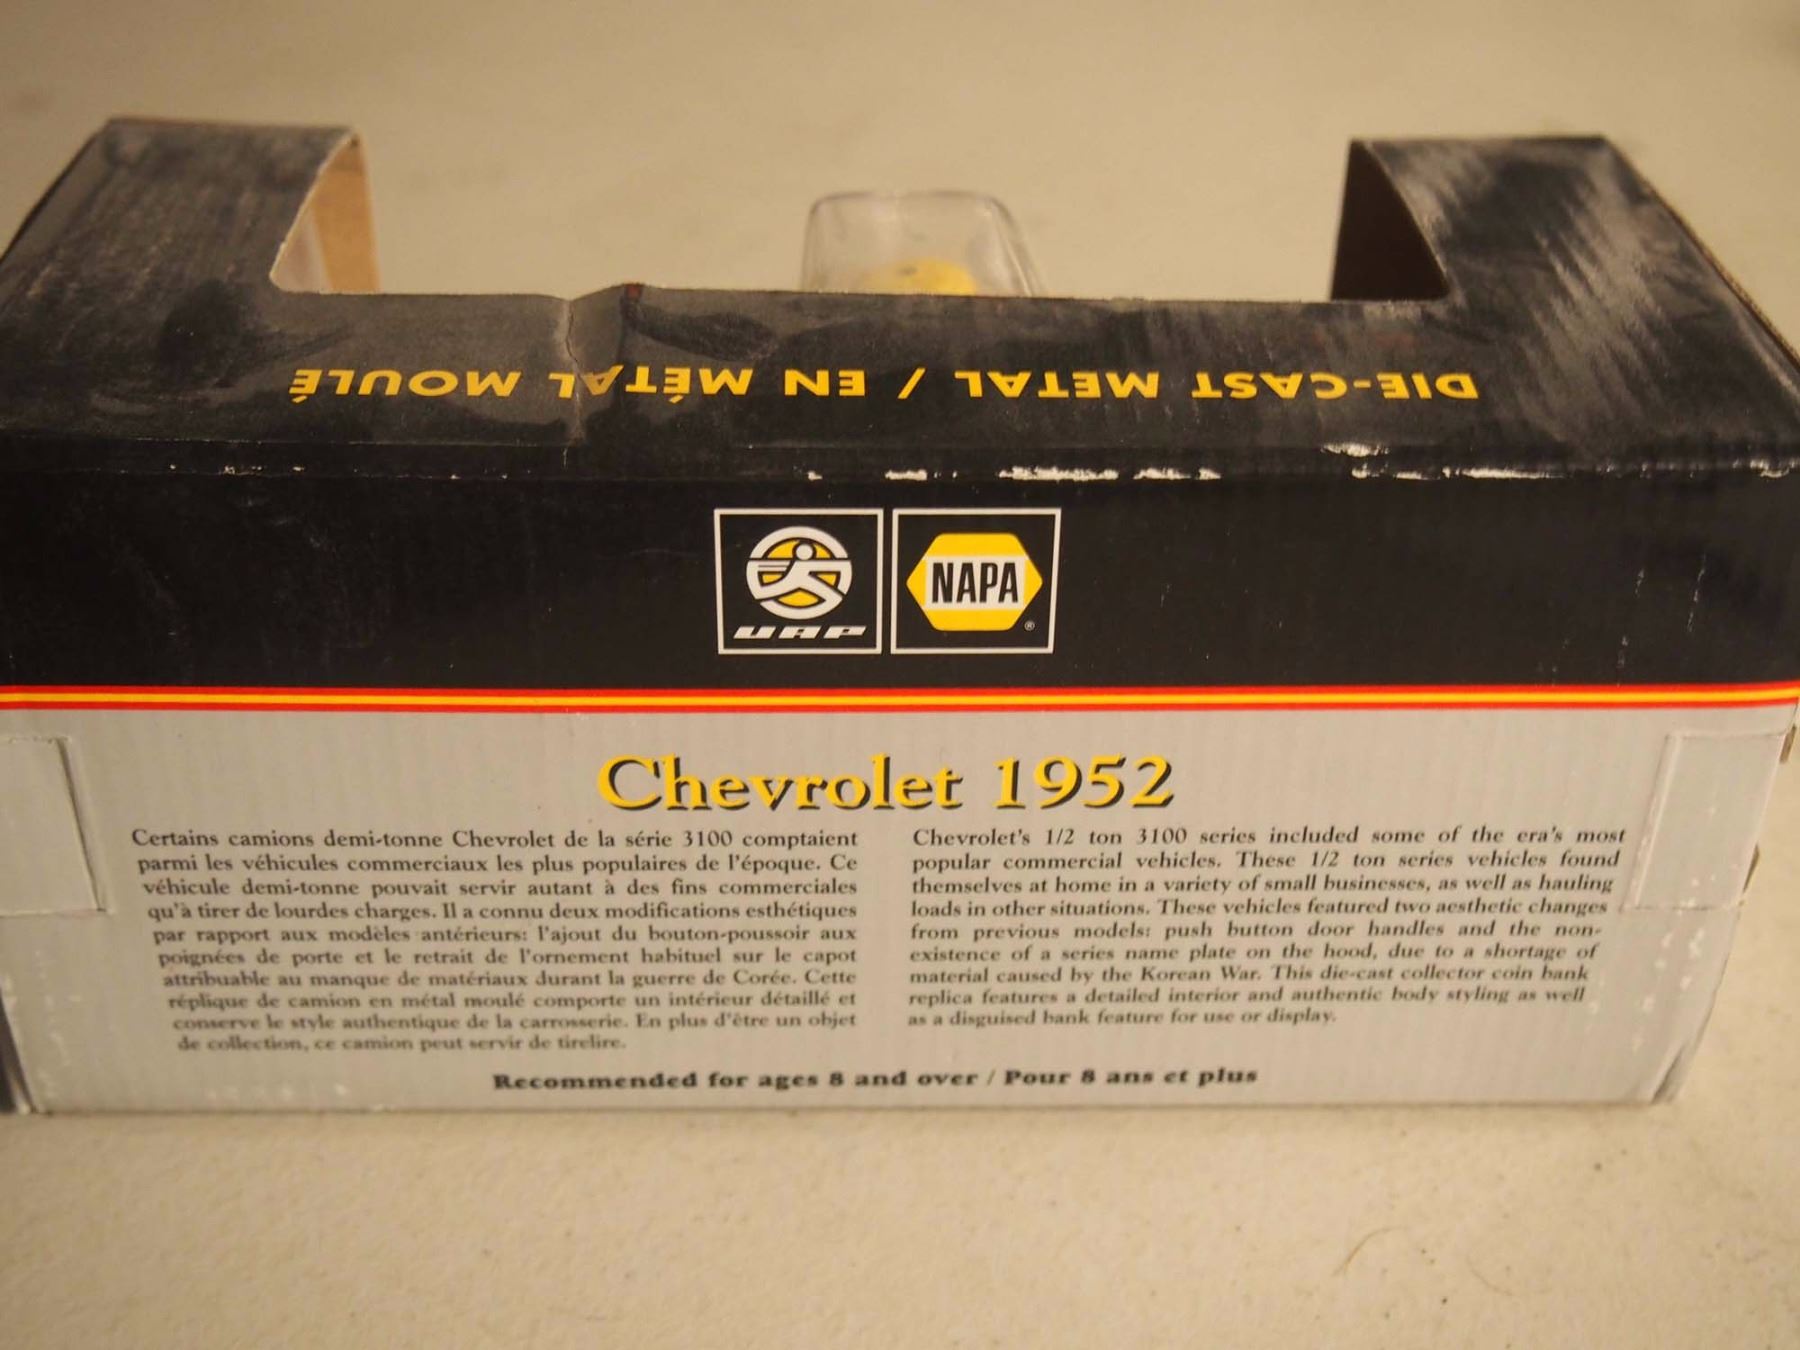 DIE-CAST METAL / EN MÉTAL MOULÉ
UAP
NAPA
®
Chevrolet 1952
Certains camions demi-tonne Chevrolet de la série 3100 comptaient
parmi les véhicules commerciaux les plus populaires de l'époque. Ce
véhicule demi-tonne pouvait servir autant à des fins commerciales
qu'à tirer de lourdes charges. Il a connu deux modifications esthétiques
par rapport aux modèles antérieurs: l'ajout du bouton-poussoir aux
poignées de porte et le retrait de l'ornement habituel sur le capot
attribuable au manque de matériaux durant la guerre de Corée. Cette
réplique de camion en métal moulé comporte un intérieur détaillé et
conserve le style authentique de la carrosserie. En plus d'être un objet
de collection, ce camion peut servir de tirelire.
Chevrolet's 1/2 ton 3100 series included some of the era's most
popular commercial vehicles. These 1/2 ton series vehicles found
themselves at home in a variety of small businesses, as well as hauling
loads in other situations. These vehicles featured two aesthetic changes
from previous models: push button door handles and the non-
existence of a series name plate on the hood, due to a shortage of
material caused by the Korean War. This die-cast collector coin bank
replica features a detailed interior and authentic body styling as well
as a disguised bank feature for use or display.
Recommended for ages 8 and over / Pour 8 ans et plus